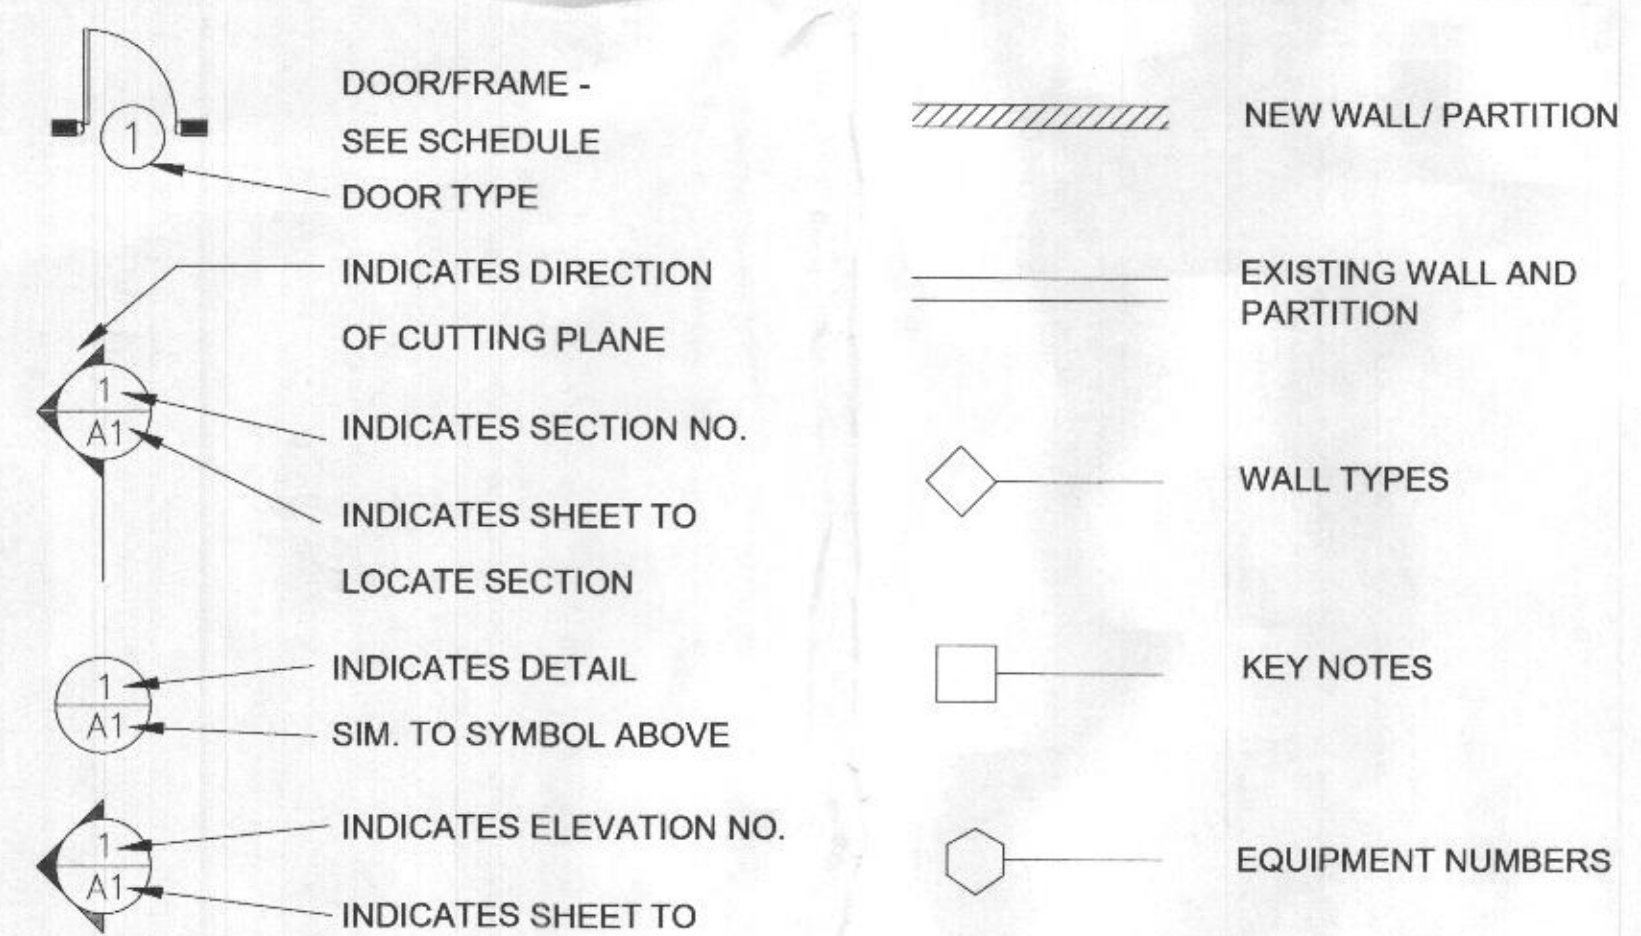 1
DOOR/FRAME -
SEE SCHEDULE
DOOR TYPE
INDICATES DIRECTION
OF CUTTING PLANE
1
A1
INDICATES SECTION NO.
INDICATES SHEET TO
LOCATE SECTION
1
A1
INDICATES DETAIL
SIM. TO SYMBOL ABOVE
1
A1
INDICATES ELEVATION NO.
INDICATES SHEET TO
NEW WALL/ PARTITION
EXISTING WALL AND
PARTITION
WALL TYPES
KEY NOTES
EQUIPMENT NUMBERS